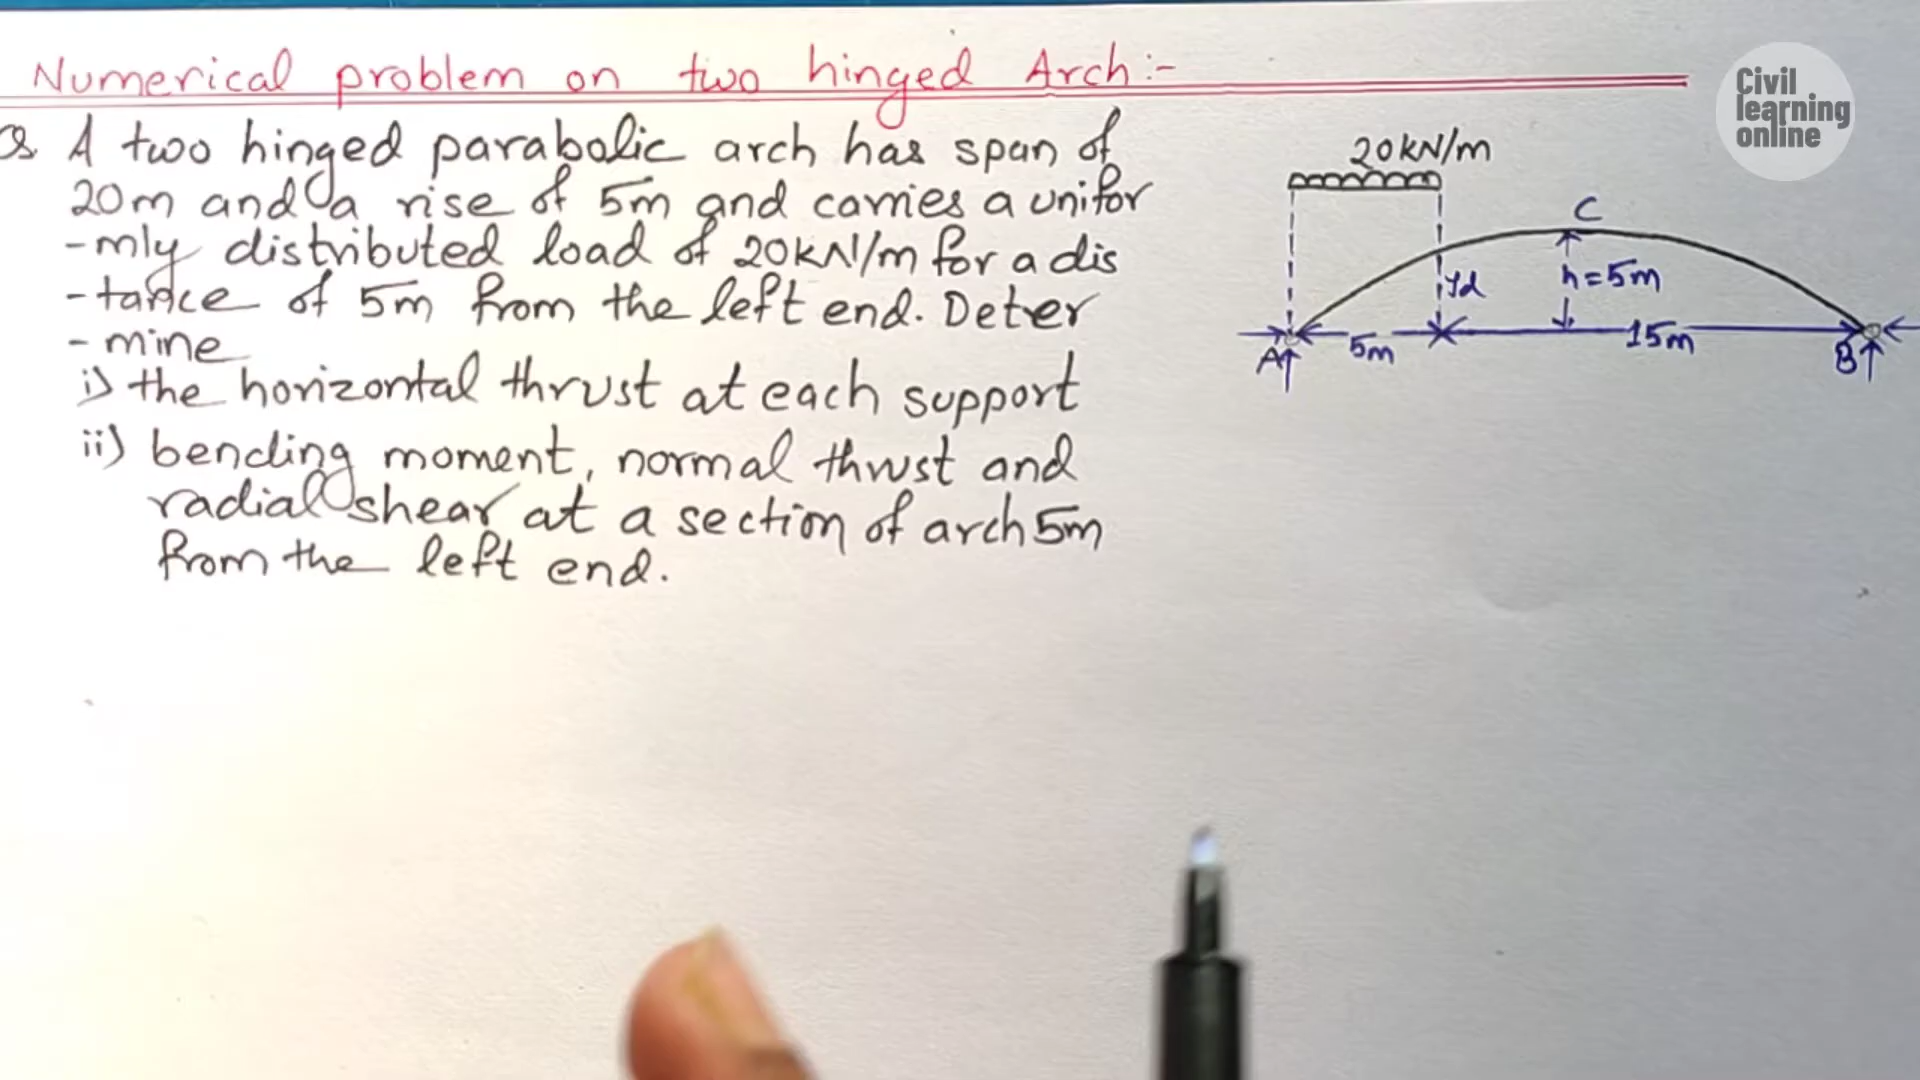 Numerical problem on two hinged Arch:-
Q. A two hinged parabolic arch has span of
20m and a rise of 5m and carries a unifor
-mly distributed load of 20kN/m for a dis
-tance of 5m from the left end. Deter
-mine
i) the horizontal thrust at each support
ii) bending moment, normal thrust and
radial shear at a section of arch 5m
from the left end.
Civil
learning
online
20kN/m
C
yd
h=5m
A
5m
15m
B